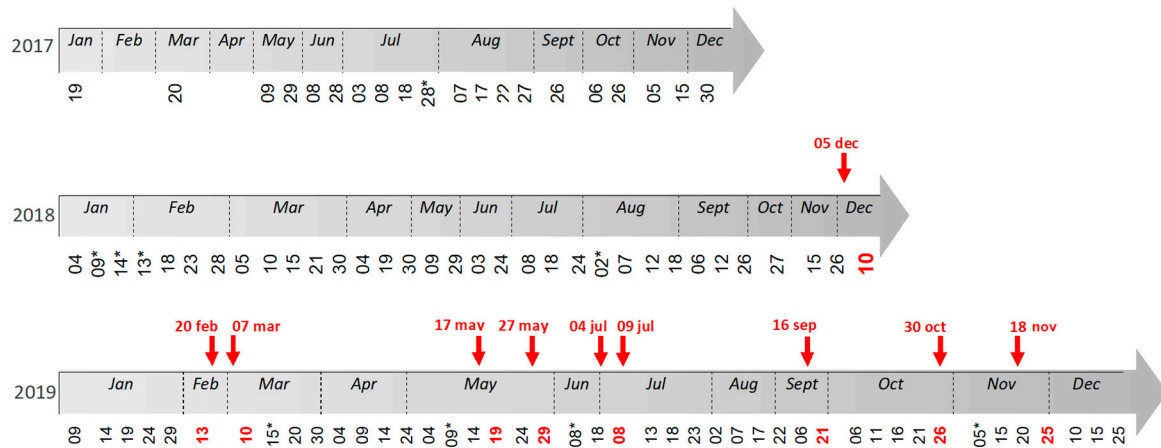 2017 Jan Feb Mar Apr May Jun Jul Aug Sept Oct Nov Dec
19 20 09 29 08 28 03 08 18 28* 07 17 22 27 26 06 26 05 15 30
05 dec
2018 Jan Feb Mar Apr May Jun Jul Aug Sept Oct Nov Dec
04 09* 14* 13* 18 23 28 05 10 15 21 30 04 19 30 09 29 03 24 08 18 24 02* 07 12 18 06 12 26 27 15 26 10
20 feb 07 mar 17 may 27 may 04 jul 09 jul 16 sep 30 oct 18 nov
2019 Jan Feb Mar Apr May Jun Jul Aug Sept Oct Nov Dec
09 14 19 24 29 13 10 15* 20 30 04 09 14 24 04 09* 14 19 24 29 08* 18 08 13 18 23 02 07 17 22 06 21 06 11 16 21 26 05* 15 20 25 10 15 25